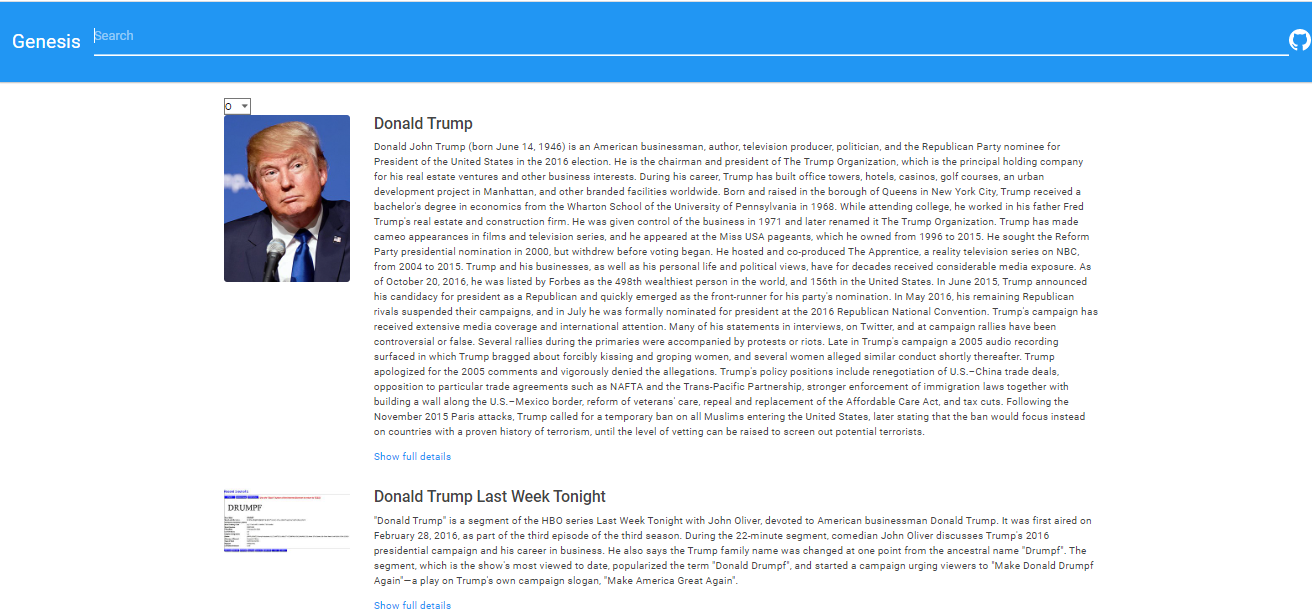 Genesis
Search
0
Donald Trump
Donald John Trump (born June 14, 1946) is an American businessman, author, television producer, politician, and the Republican Party nominee for
President of the United States in the 2016 election. He is the chairman and president of The Trump Organization, which is the principal holding company
for his real estate ventures and other business interests. During his career, Trump has built office towers, hotels, casinos, golf courses, an urban
development project in Manhattan, and other branded facilities worldwide. Born and raised in the borough of Queens in New York City, Trump received a
bachelor's degree in economics from the Wharton School of the University of Pennsylvania in 1968. While attending college, he worked in his father Fred
Trump's real estate and construction firm. He was given control of the business in 1971 and later renamed it The Trump Organization. Trump has made
cameo appearances in films and television series, and he appeared at the Miss USA pageants, which he owned from 1996 to 2015. He sought the Reform
Party presidential nomination in 2000, but withdrew before voting began. He hosted and co-produced The Apprentice, a reality television series on NBC,
from 2004 to 2015. Trump and his businesses, as well as his personal life and political views, have for decades received considerable media exposure. As
of October 20, 2016, he was listed by Forbes as the 498th wealthiest person in the world, and 156th in the United States. In June 2015, Trump announced
his candidacy for president as a Republican and quickly emerged as the front-runner for his party's nomination. In May 2016, his remaining Republican
rivals suspended their campaigns, and in July he was formally nominated for president at the 2016 Republican National Convention. Trump's campaign has
received extensive media coverage and international attention. Many of his statements in interviews, on Twitter, and at campaign rallies have been
controversial or false. Several rallies during the primaries were accompanied by protests or riots. Late in Trump's campaign a 2005 audio recording
surfaced in which Trump bragged about forcibly kissing and groping women, and several women alleged similar conduct shortly thereafter. Trump
apologized for the 2005 comments and vigorously denied the allegations. Trump's policy positions include renegotiation of U.S.–China trade deals,
opposition to particular trade agreements such as NAFTA and the Trans-Pacific Partnership, stronger enforcement of immigration laws together with
building a wall along the U.S.–Mexico border, reform of veterans' care, repeal and replacement of the Affordable Care Act, and tax cuts. Following the
November 2015 Paris attacks, Trump called for a temporary ban on all Muslims entering the United States, later stating that the ban would focus instead
on countries with a proven history of terrorism, until the level of vetting can be raised to screen out potential terrorists.
Show full details
DRUMPF
Donald Trump Last Week Tonight
"Donald Trump" is a segment of the HBO series Last Week Tonight with John Oliver, devoted to American businessman Donald Trump. It was first aired on
February 28, 2016, as part of the third episode of the third season. During the 22-minute segment, comedian John Oliver discusses Trump's 2016
presidential campaign and his career in business. He also says the Trump family name was changed at one point from the ancestral name "Drumpf". The
segment, which is the show's most viewed to date, popularized the term "Donald Drumpf", and started a campaign urging viewers to "Make Donald Drumpf
Again"—a play on Trump's own campaign slogan, "Make America Great Again".
Show full details